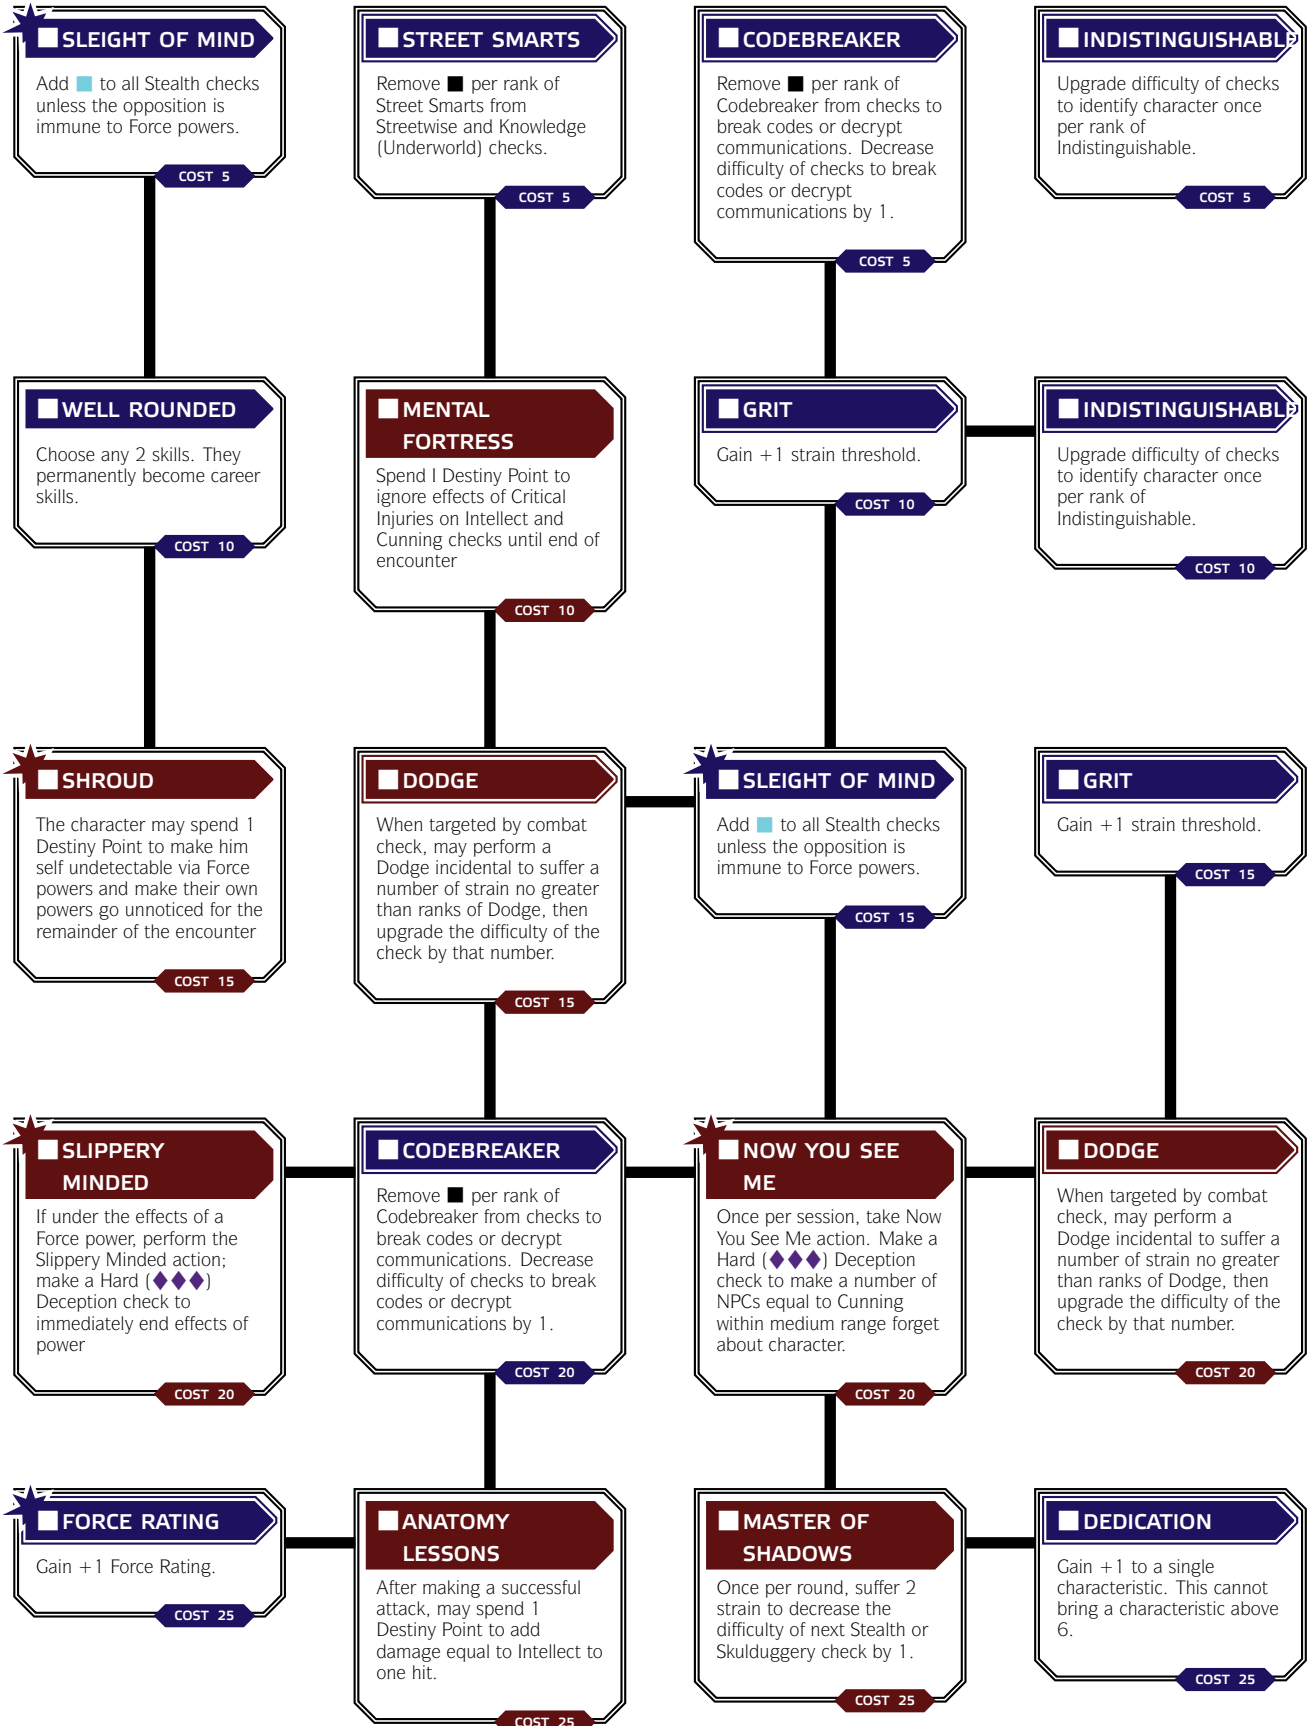 SLEIGHT OF MIND
Add to all Stealth checks
unless the opposition is
immune to Force powers.
COST 5
STREET SMARTS
Remove per rank of
Street Smarts from
Streetwise and Knowledge
(Underworld) checks.
COST 5
CODEBREAKER
Remove per rank of
Codebreaker from checks to
break codes or decrypt
communications. Decrease
difficulty of checks to break
codes or decrypt
communications by 1.
COST 5
INDISTINGUISHABLE
Upgrade difficulty of checks
to identify character once
per rank of
Indistinguishable.
COST 5
WELL ROUNDED
Choose any 2 skills. They
permanently become career
skills.
COST 10
MENTAL
FORTRESS
Spend I Destiny Point to
ignore effects of Critical
Injuries on Intellect and
Cunning checks until end of
encounter
COST 10
GRIT
Gain +1 strain threshold.
COST 10
INDISTINGUISHABLE
Upgrade difficulty of checks
to identify character once
per rank of
Indistinguishable.
COST 10
SHROUD
The character may spend 1
Destiny Point to make him
self undetectable via Force
powers and make their own
powers go unnoticed for the
remainder of the encounter
COST 15
DODGE
When targeted by combat
check, may perform a
Dodge incidental to suffer a
number of strain no greater
than ranks of Dodge, then
upgrade the difficulty of the
check by that number.
COST 15
SLEIGHT OF MIND
Add to all Stealth checks
unless the opposition is
immune to Force powers.
COST 15
GRIT
Gain +1 strain threshold.
COST 15
SLIPPERY
MINDED
If under the effects of a
Force power, perform the
Slippery Minded action;
make a Hard (◆◆◆)
Deception check to
immediately end effects of
power
COST 20
CODEBREAKER
Remove per rank of
Codebreaker from checks to
break codes or decrypt
communications. Decrease
difficulty of checks to break
codes or decrypt
communications by 1.
COST 20
NOW YOU SEE
ME
Once per session, take Now
You See Me action. Make a
Hard (◆◆◆) Deception
check to make a number of
NPCs equal to Cunning
within medium range forget
about character.
COST 20
DODGE
When targeted by combat
check, may perform a
Dodge incidental to suffer a
number of strain no greater
than ranks of Dodge, then
upgrade the difficulty of the
check by that number.
COST 20
FORCE RATING
Gain +1 Force Rating.
COST 25
ANATOMY
LESSONS
After making a successful
attack, may spend 1
Destiny Point to add
damage equal to Intellect to
one hit.
COST 25
MASTER OF
SHADOWS
Once per round, suffer 2
strain to decrease the
difficulty of next Stealth or
Skulduggery check by 1.
COST 25
DEDICATION
Gain +1 to a single
characteristic. This cannot
bring a characteristic above
6.
COST 25